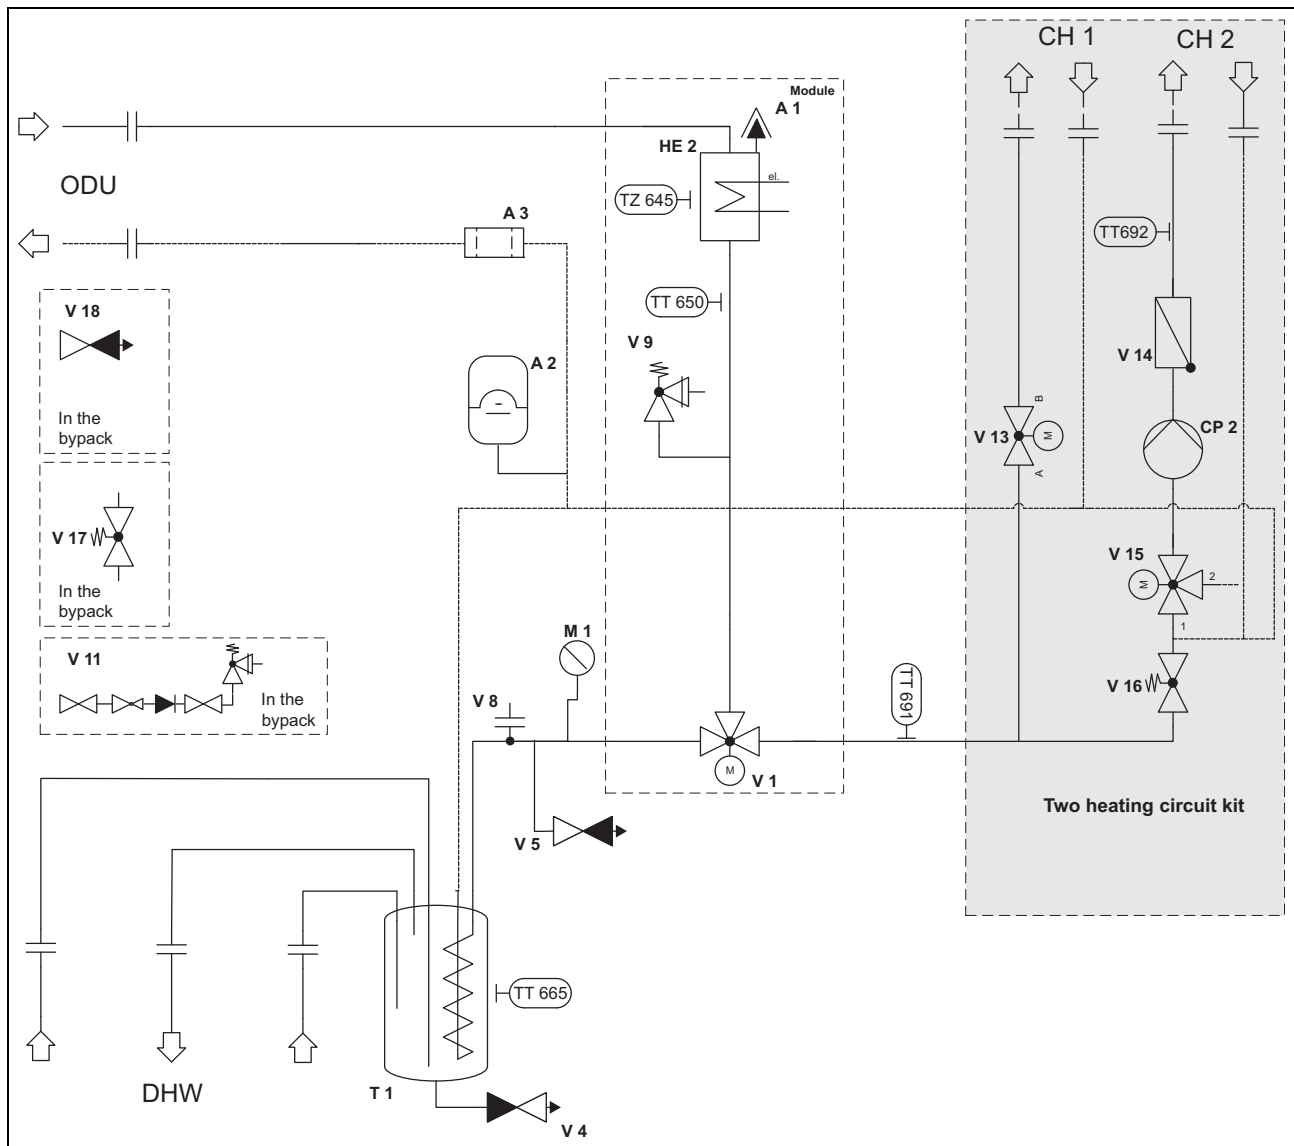 CH 1
CH 2
Module
A 1
HE 2
el.
ODU
TZ 645
A 3
TT692
V 18
TT 650
V 9
V 14
A 2
In the
bypack
B
V 13
M
CP 2
A
V 17
V 15
M
2
In the
bypack
1
M 1
V 11
TT 691
V 16
In the
bypack
V 8
M
V 1
Two heating circuit kit
V 5
TT 665
DHW
T 1
V 4